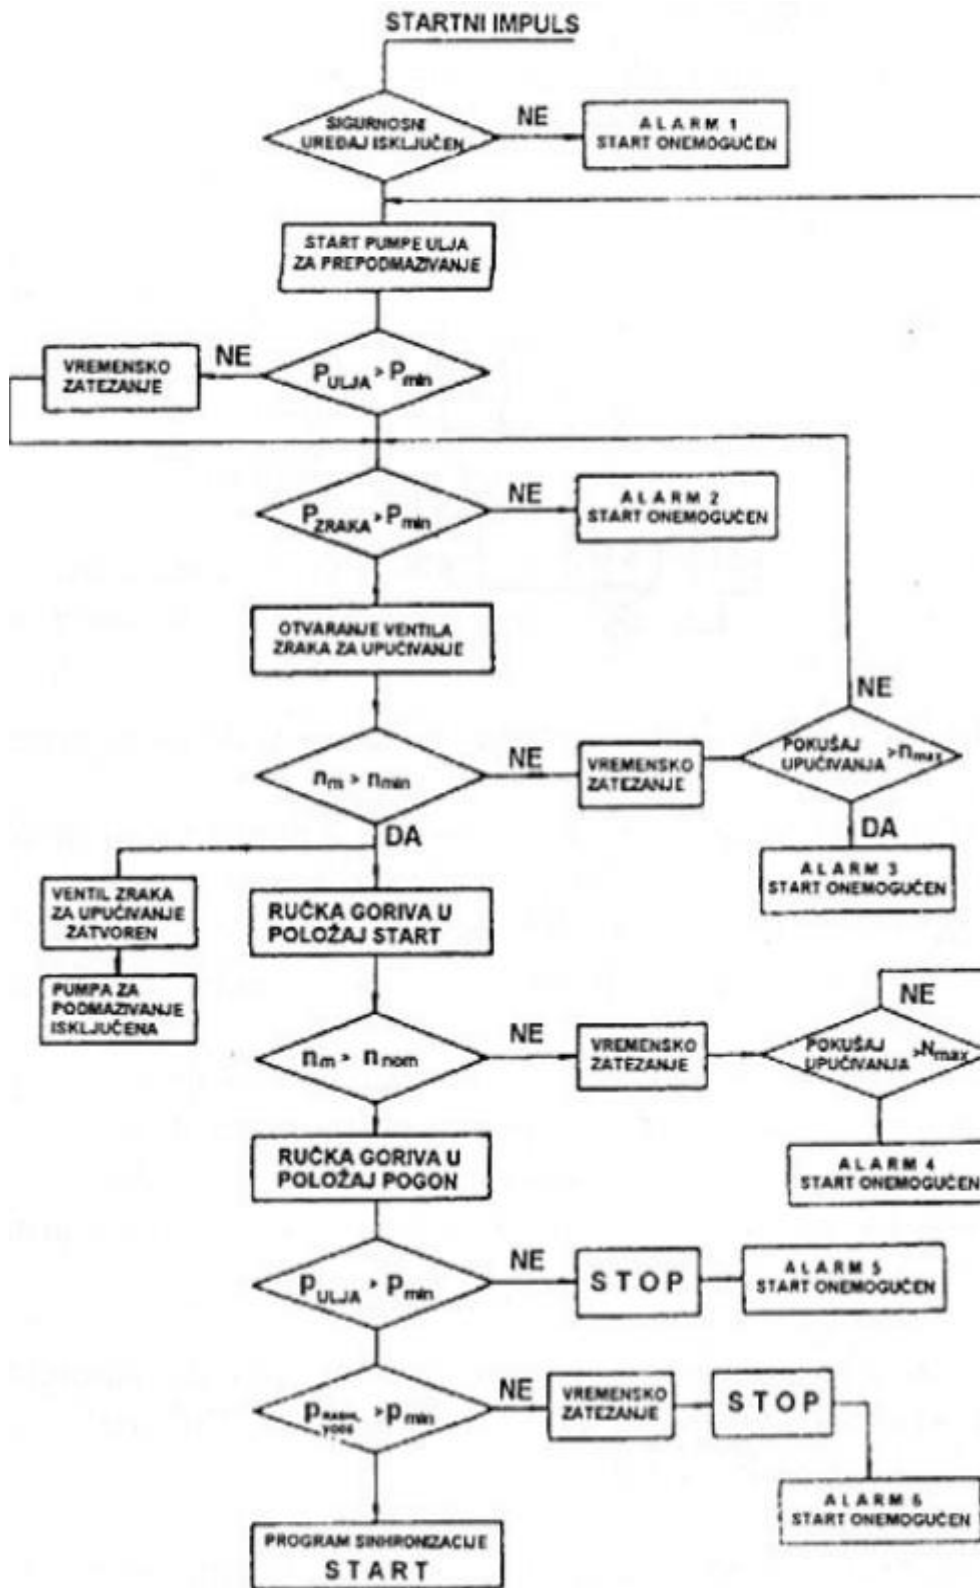 STARTNI IMPULS
SIGURNOSNI
UREĐAJ ISKLJUČEN
NE
ALARM 1
START ONEMOGUĆEN
START PUMPE ULJA
ZA PREPODMAZIVANJE
VREMENSKO
ZATEZANJE
NE
PULJA > Pmin
PZRAKA > Pmin
NE
ALARM 2
START ONEMOGUĆEN
OTVARANJE VENTILA
ZRAKA ZA UPUĆIVANJE
nm > nmin
NE
VREMENSKO
ZATEZANJE
NE
POKUŠAJ
UPUĆIVANJA > nmax
DA
DA
ALARM 3
START ONEMOGUĆEN
VENTIL ZRAKA
ZA UPUĆIVANJE
ZATVOREN
RUČKA GORIVA U
POLOŽAJ START
PUMPA ZA
PODMAZIVANJE
ISKLJUČENA
nm > nnom
NE
VREMENSKO
ZATEZANJE
NE
POKUŠAJ
UPUĆIVANJA > Nmax
RUČKA GORIVA U
POLOŽAJ POGON
ALARM 4
START ONEMOGUĆEN
pULJA > pmin
NE
STOP
ALARM 5
START ONEMOGUĆEN
p > pmin
NE
VREMENSKO
ZATEZANJE
STOP
ALARM 6
START ONEMOGUĆEN
PROGRAM SINHRONIZACIJE
START